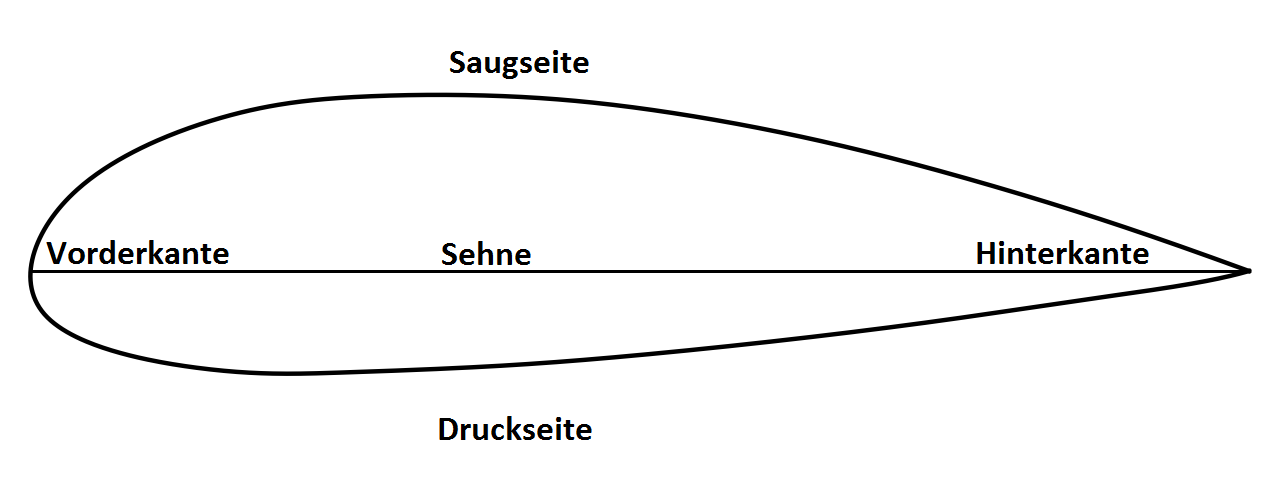 Saugseite
Vorderkante
Sehne
Hinterkante
Druckseite